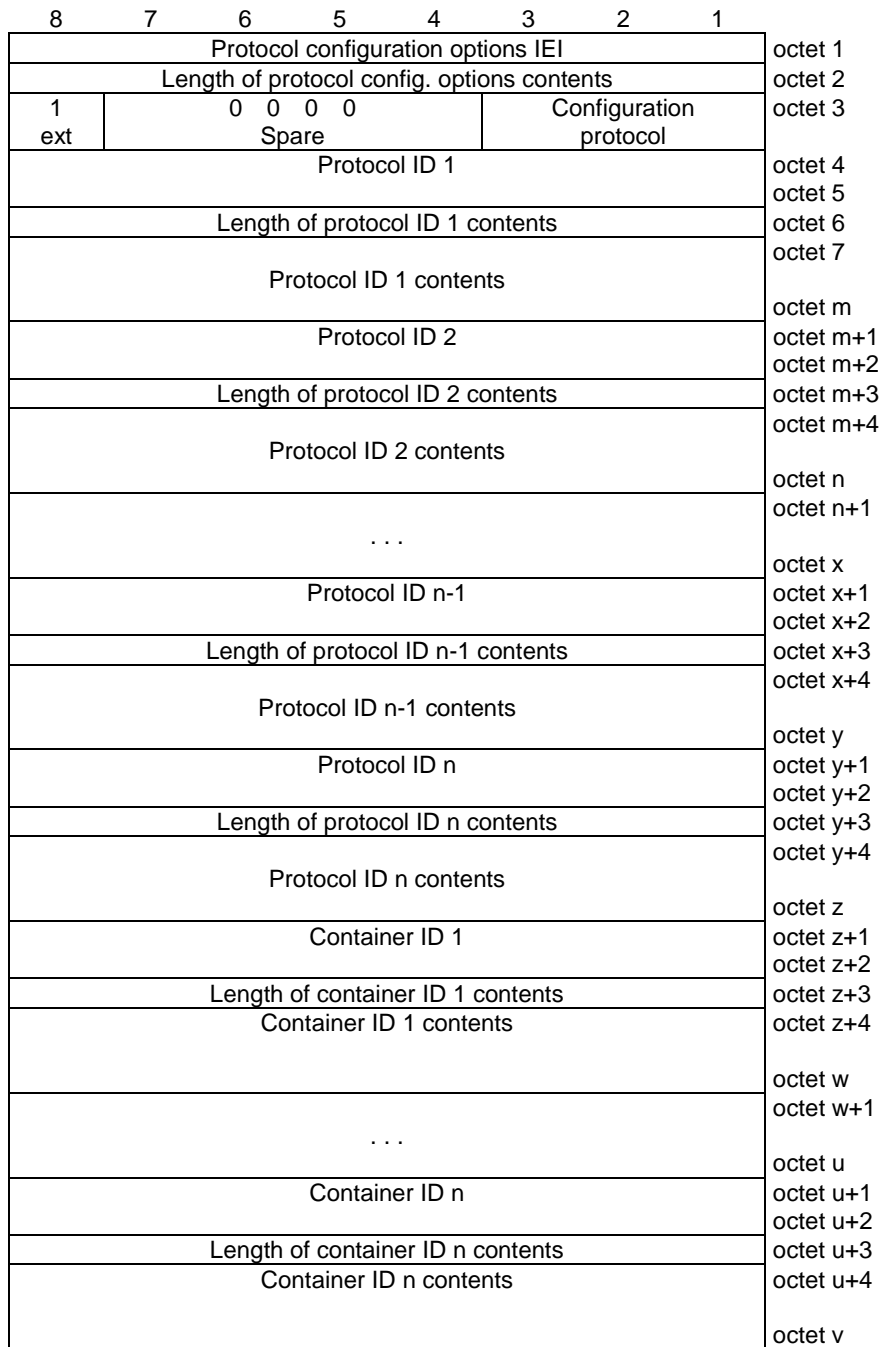 8 7 6 5 4 3 2 1
Protocol configuration options IEI octet 1
Length of protocol config. options contents octet 2
1 0 0 0 0 Configuration octet 3
ext Spare protocol
Protocol ID 1 octet 4
octet 5
Length of protocol ID 1 contents octet 6
octet 7
Protocol ID 1 contents
octet m
Protocol ID 2 octet m+1
octet m+2
Length of protocol ID 2 contents octet m+3
octet m+4
Protocol ID 2 contents
octet n
octet n+1
. . .
octet x
Protocol ID n-1 octet x+1
octet x+2
Length of protocol ID n-1 contents octet x+3
octet x+4
Protocol ID n-1 contents
octet y
Protocol ID n octet y+1
octet y+2
Length of protocol ID n contents octet y+3
octet y+4
Protocol ID n contents
octet z
Container ID 1 octet z+1
octet z+2
Length of container ID 1 contents octet z+3
Container ID 1 contents octet z+4
octet w
octet w+1
. . .
octet u
Container ID n octet u+1
octet u+2
Length of container ID n contents octet u+3
Container ID n contents octet u+4
octet v